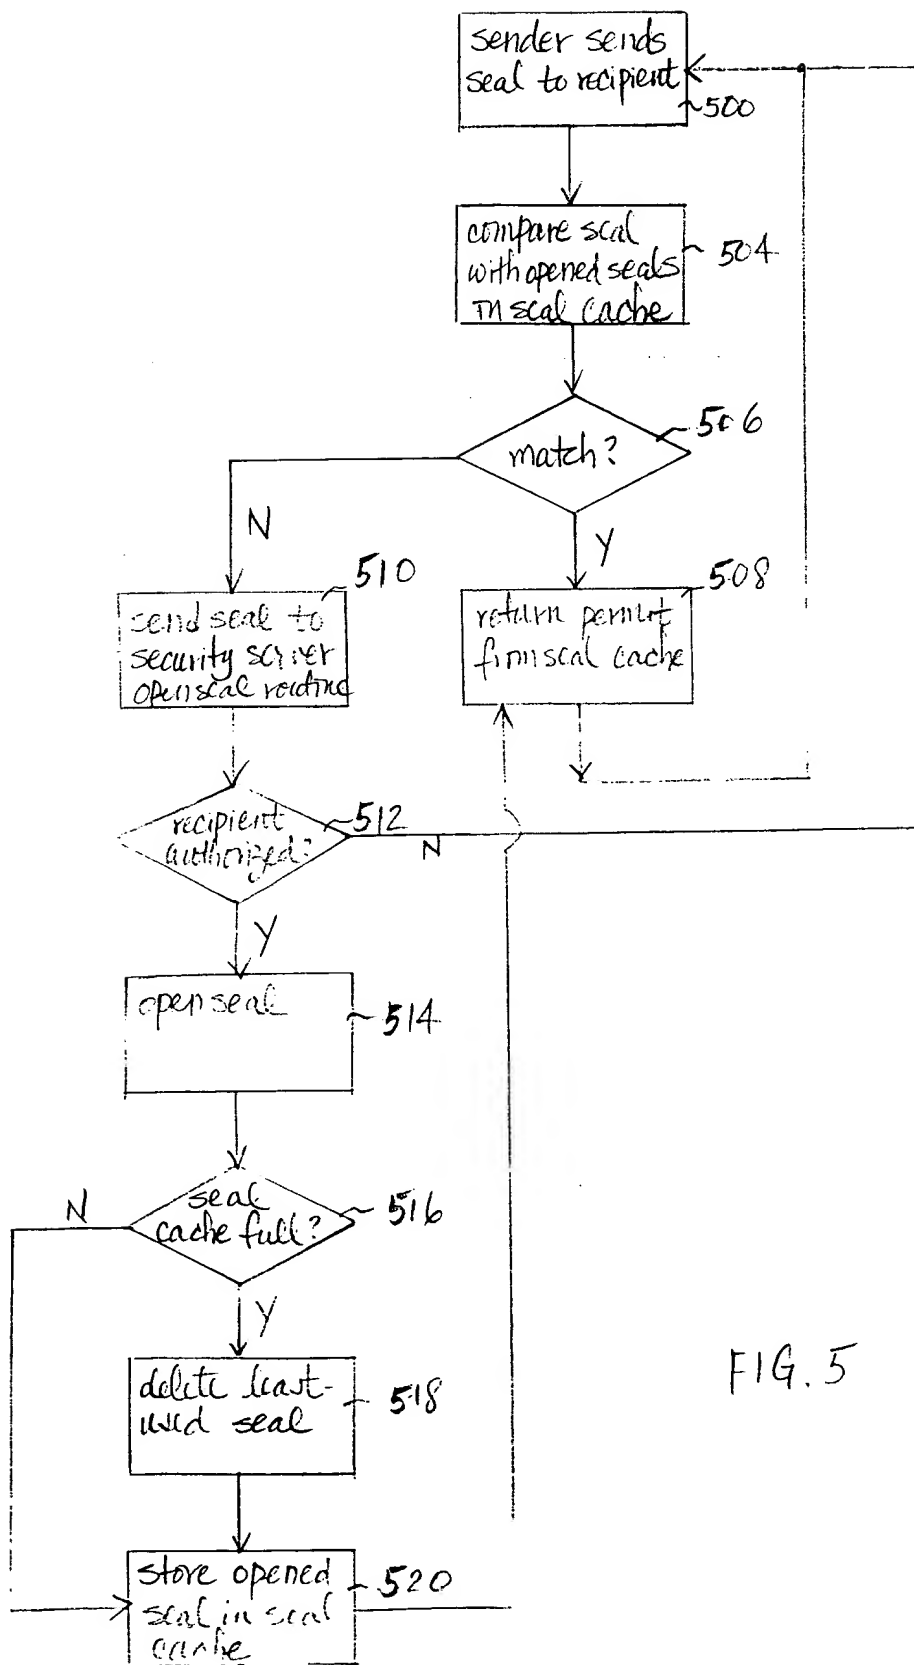 sender sends
seal to recipient
500
compare seal
with opened seals
in seal cache
504
match?
506
N
Y
510
send seal to
security server
open seal routine
508
return permit
from seal cache
recipient
authorized?
512
N
Y
open seal
514
seal
cache full?
516
N
Y
delete least-
used seal
518
FIG. 5
store opened
seal in seal
cache
520